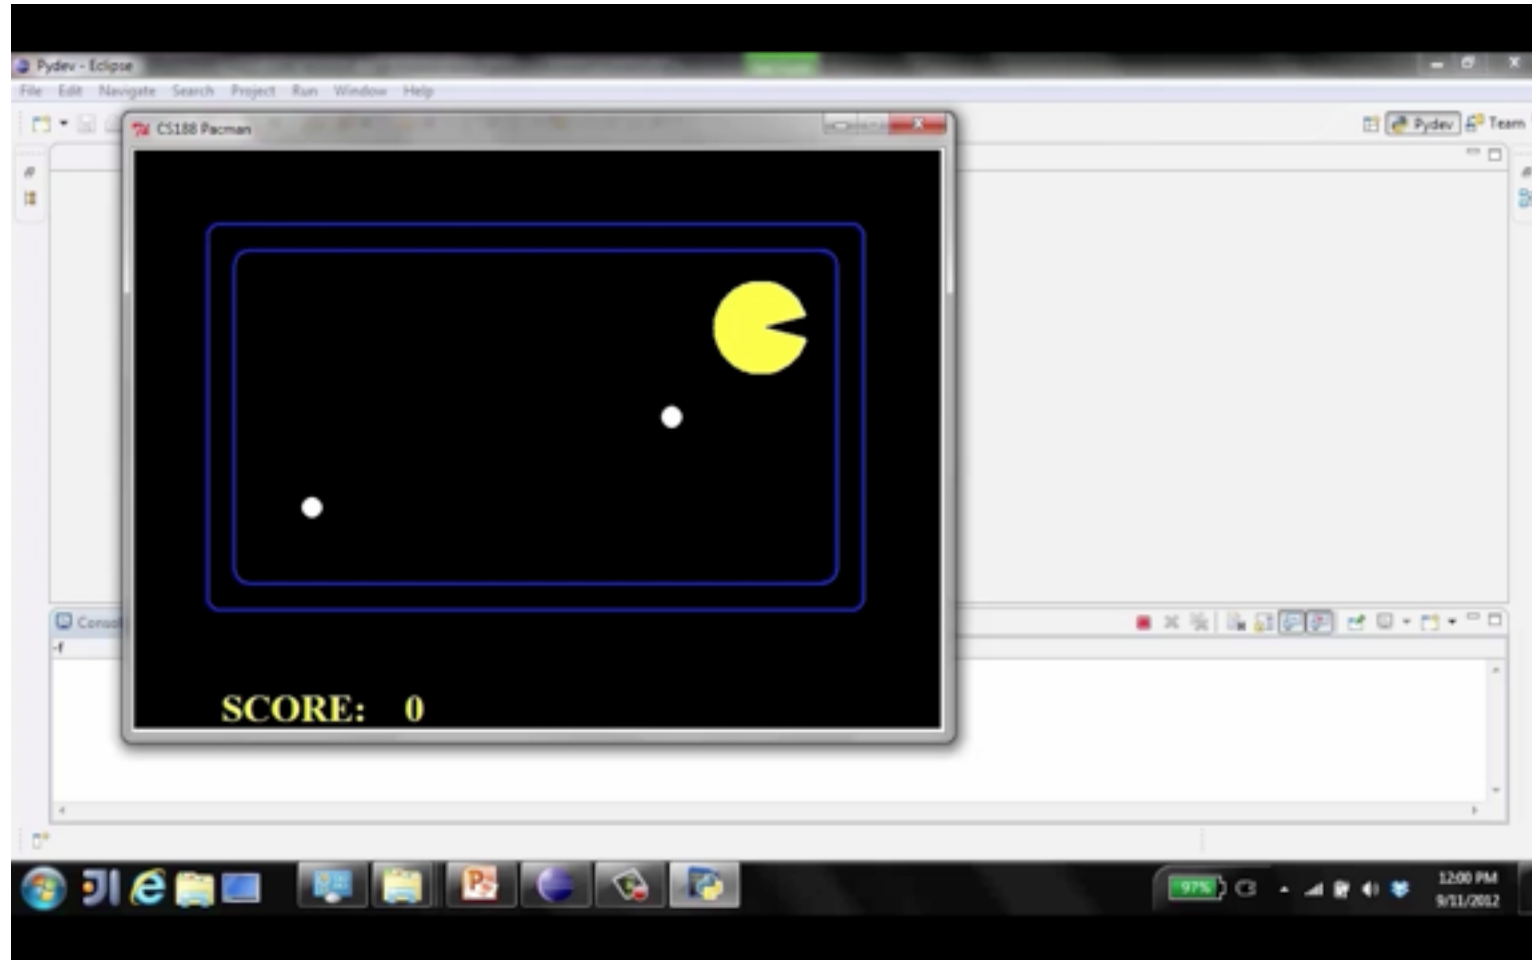 Pydev - Eclipse
File Edit Navigate Search Project Run Window Help
CS188 Pacman
Pydev Team
SCORE: 0
-f
97%
12:00 PM
9/11/2012